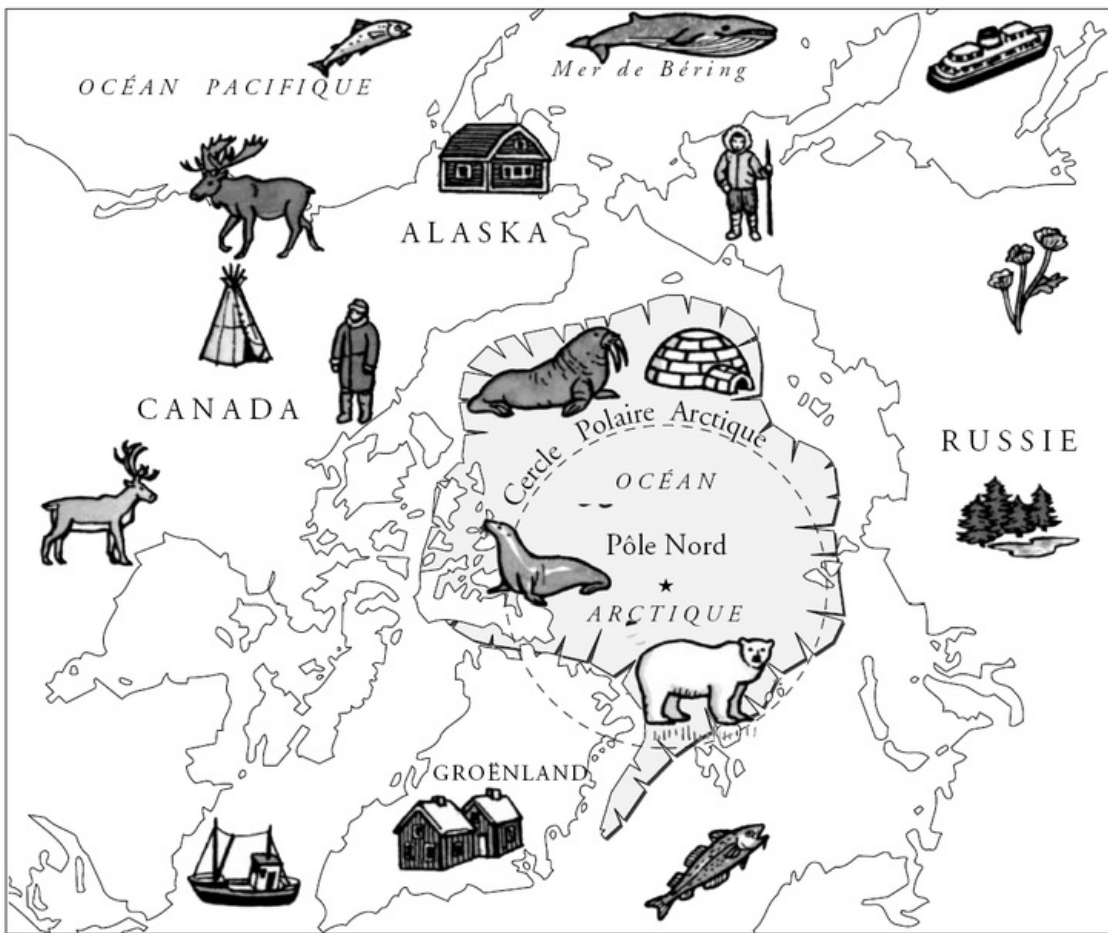 OCÉAN PACIFIQUE
Mer de Béring
ALASKA
CANADA
Cercle Polaire Arctique
RUSSIE
OCÉAN
Pôle Nord
ARCTIQUE
GROËNLAND